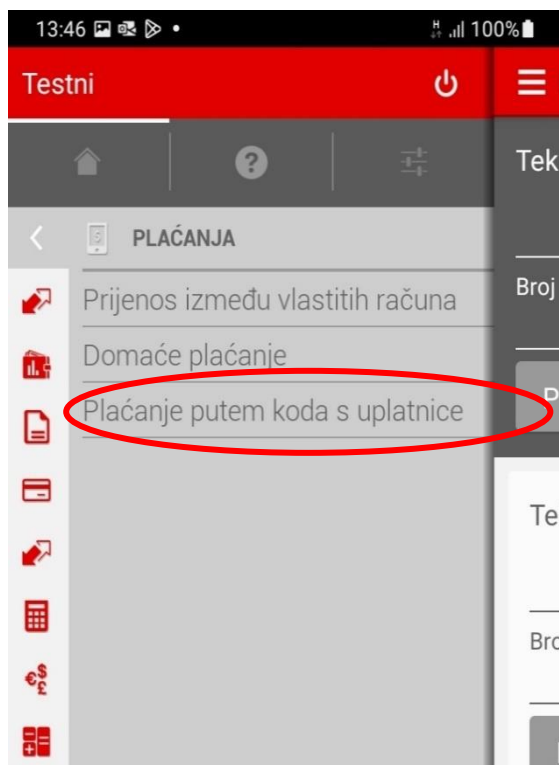 13:46
100%
Testni
Tek
PLAĆANJA
Prijenos između vlastitih računa
Broj
Domaće plaćanje
Plaćanje putem koda s uplatnice
Te
Bro